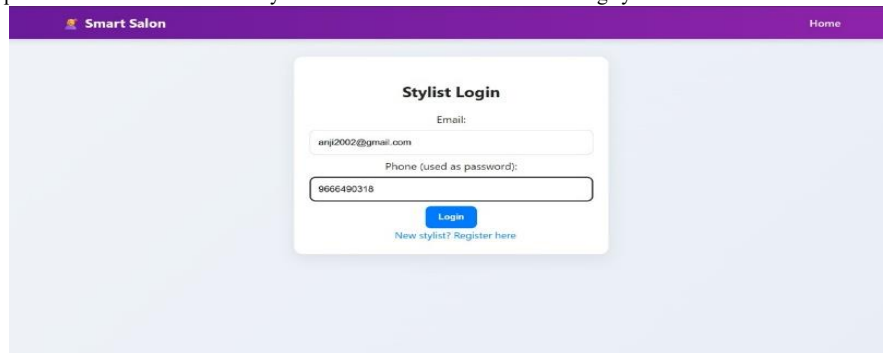 Smart Salon
Home
Stylist Login
Email:
anji2002@gmail.com
Phone (used as password):
9666490318
Login
New stylist? Register here